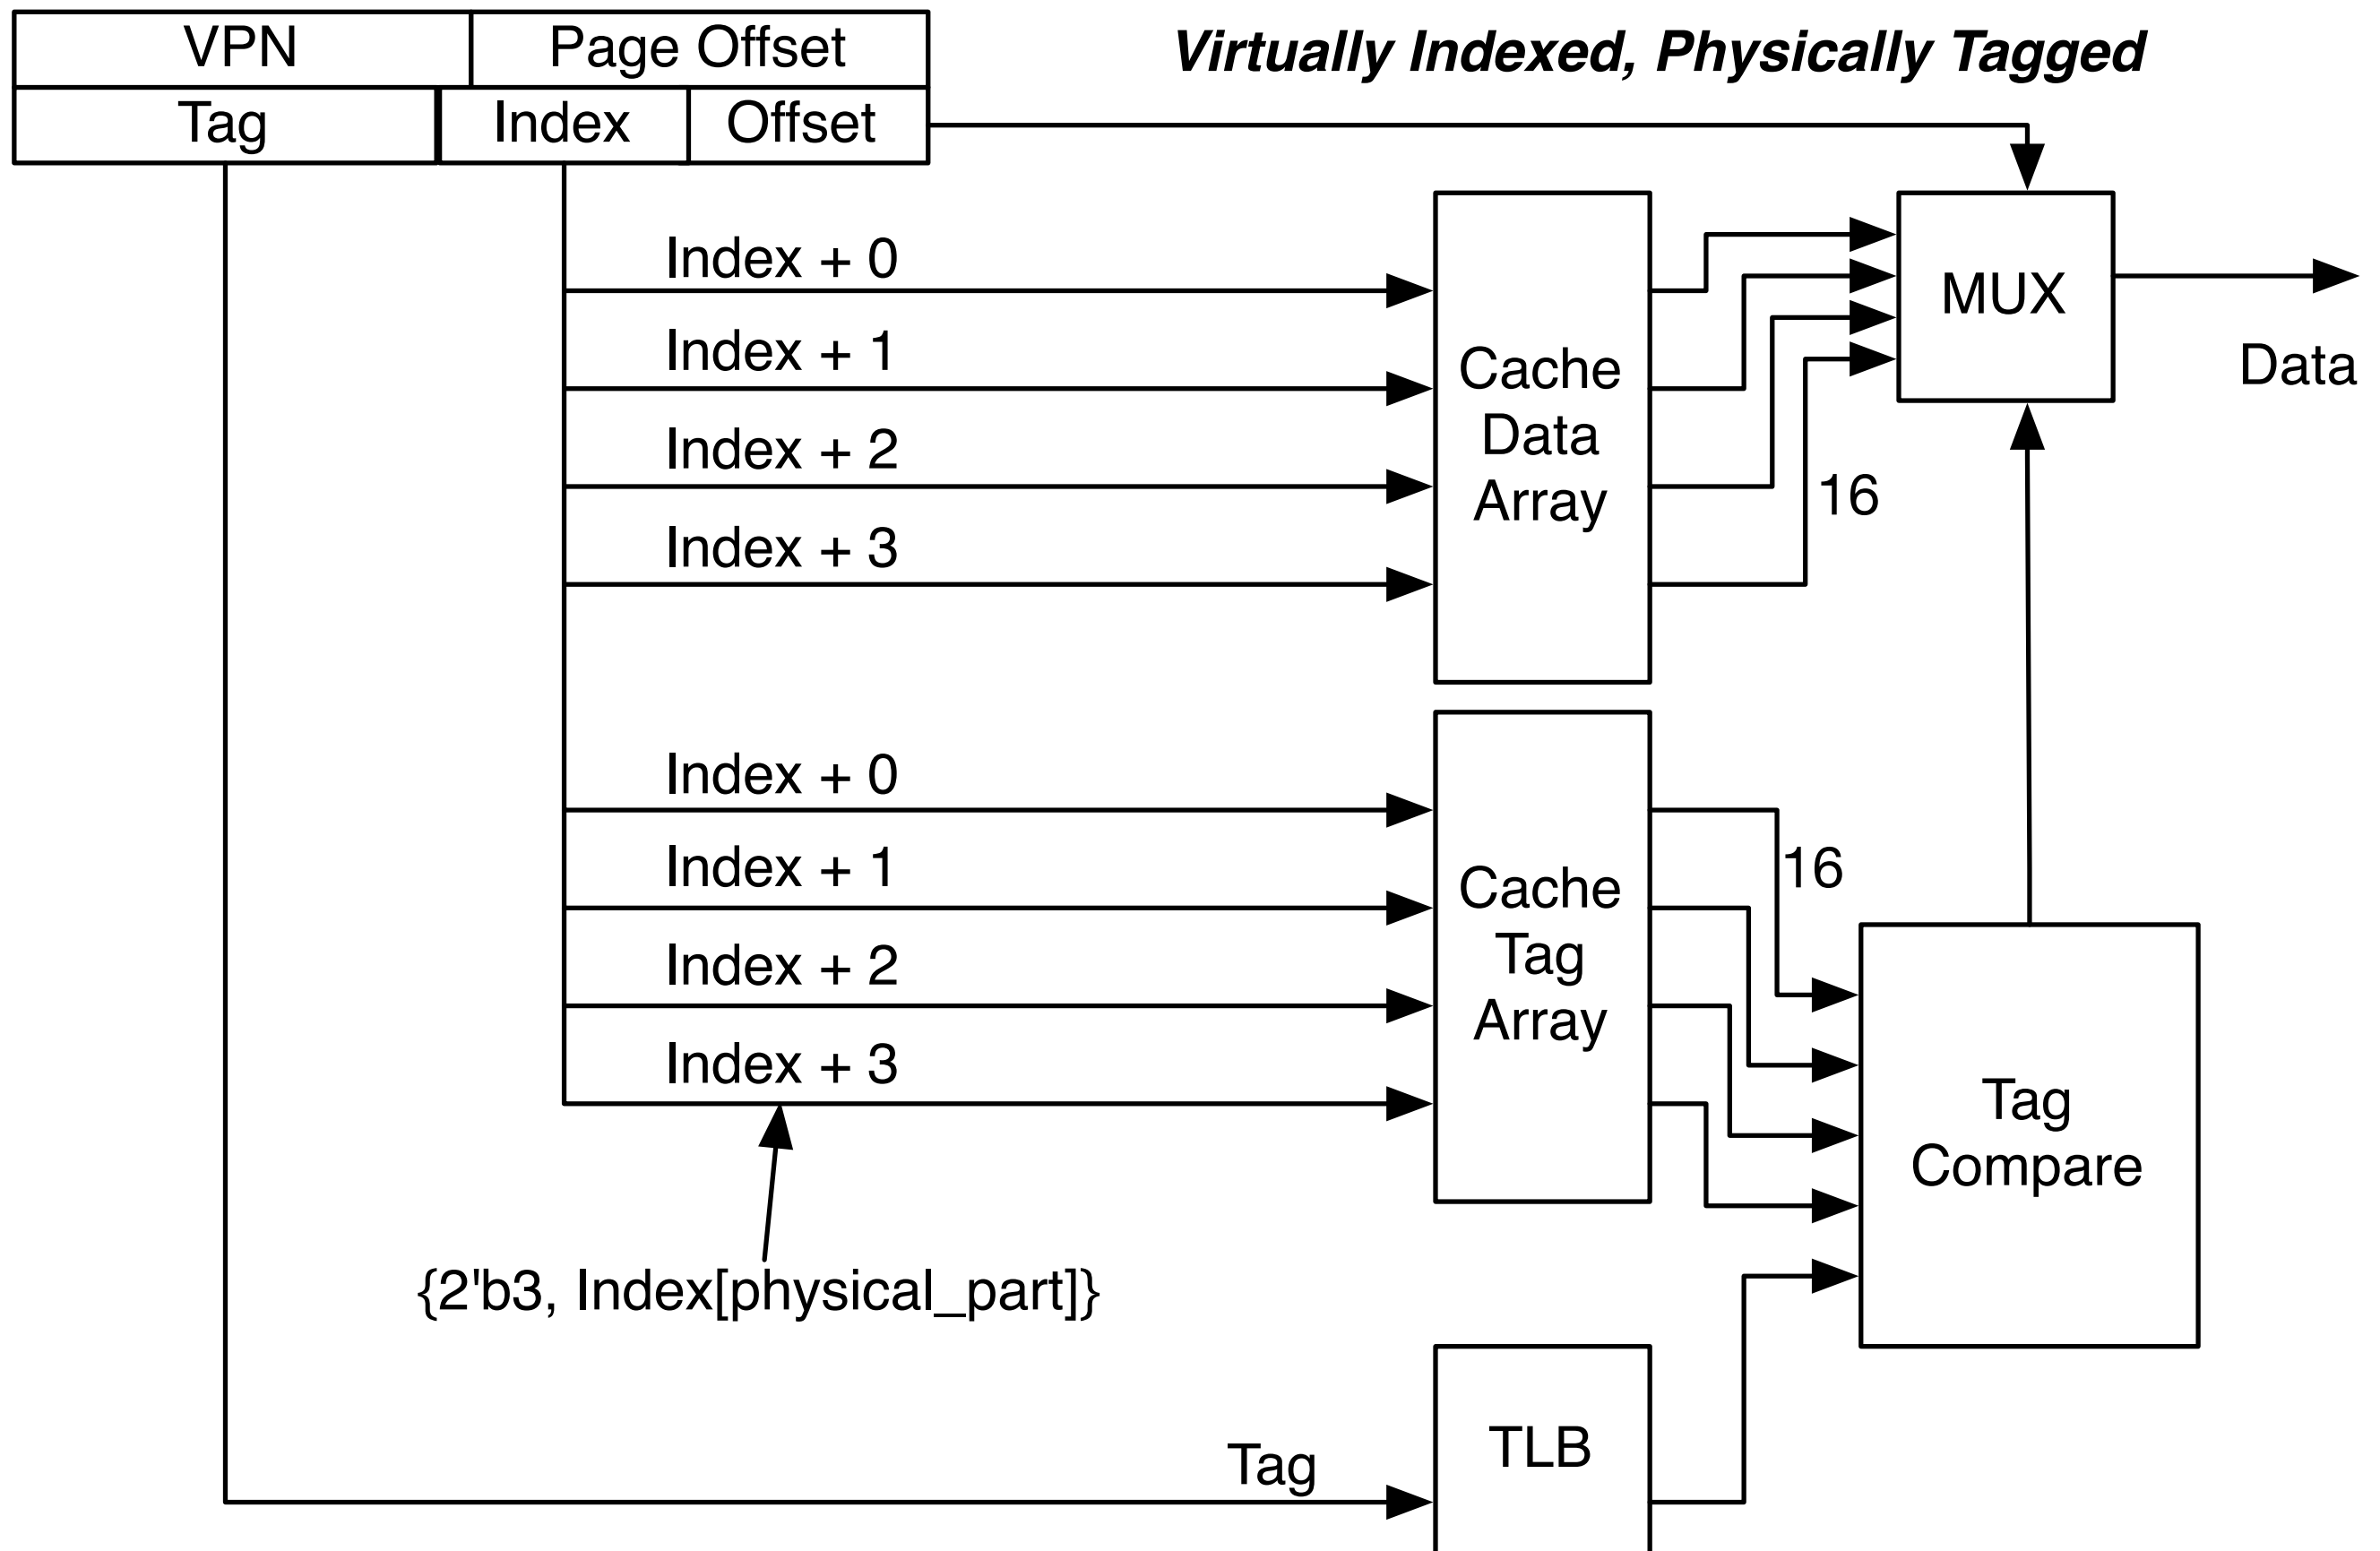 VPN Page Offset
Virtually Indexed, Physically Tagged
Tag Index Offset
Index + 0
Index + 1
Index + 2
Index + 3
Cache
Data
Array
MUX
Data
16
Index + 0
Index + 1
Index + 2
Index + 3
Cache
Tag
Array
16
Tag
Compare
{2'b3, Index[physical_part]}
Tag
TLB